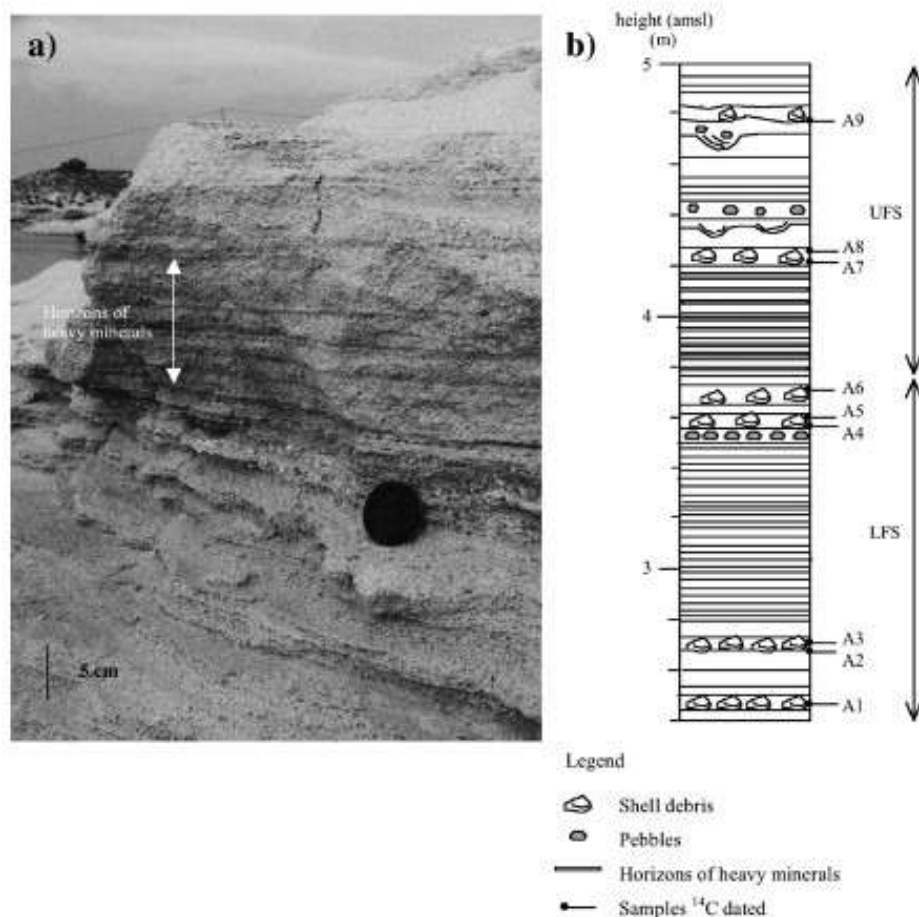 a)
Horizons of
heavy minerals
5 cm
b)
height (amsl)
(m)
5
A9
UFS
A8
A7
4
A6
A5
A4
LFS
3
A3
A2
A1
Legend
Shell debris
Pebbles
Horizons of heavy minerals
Samples ¹⁴C dated